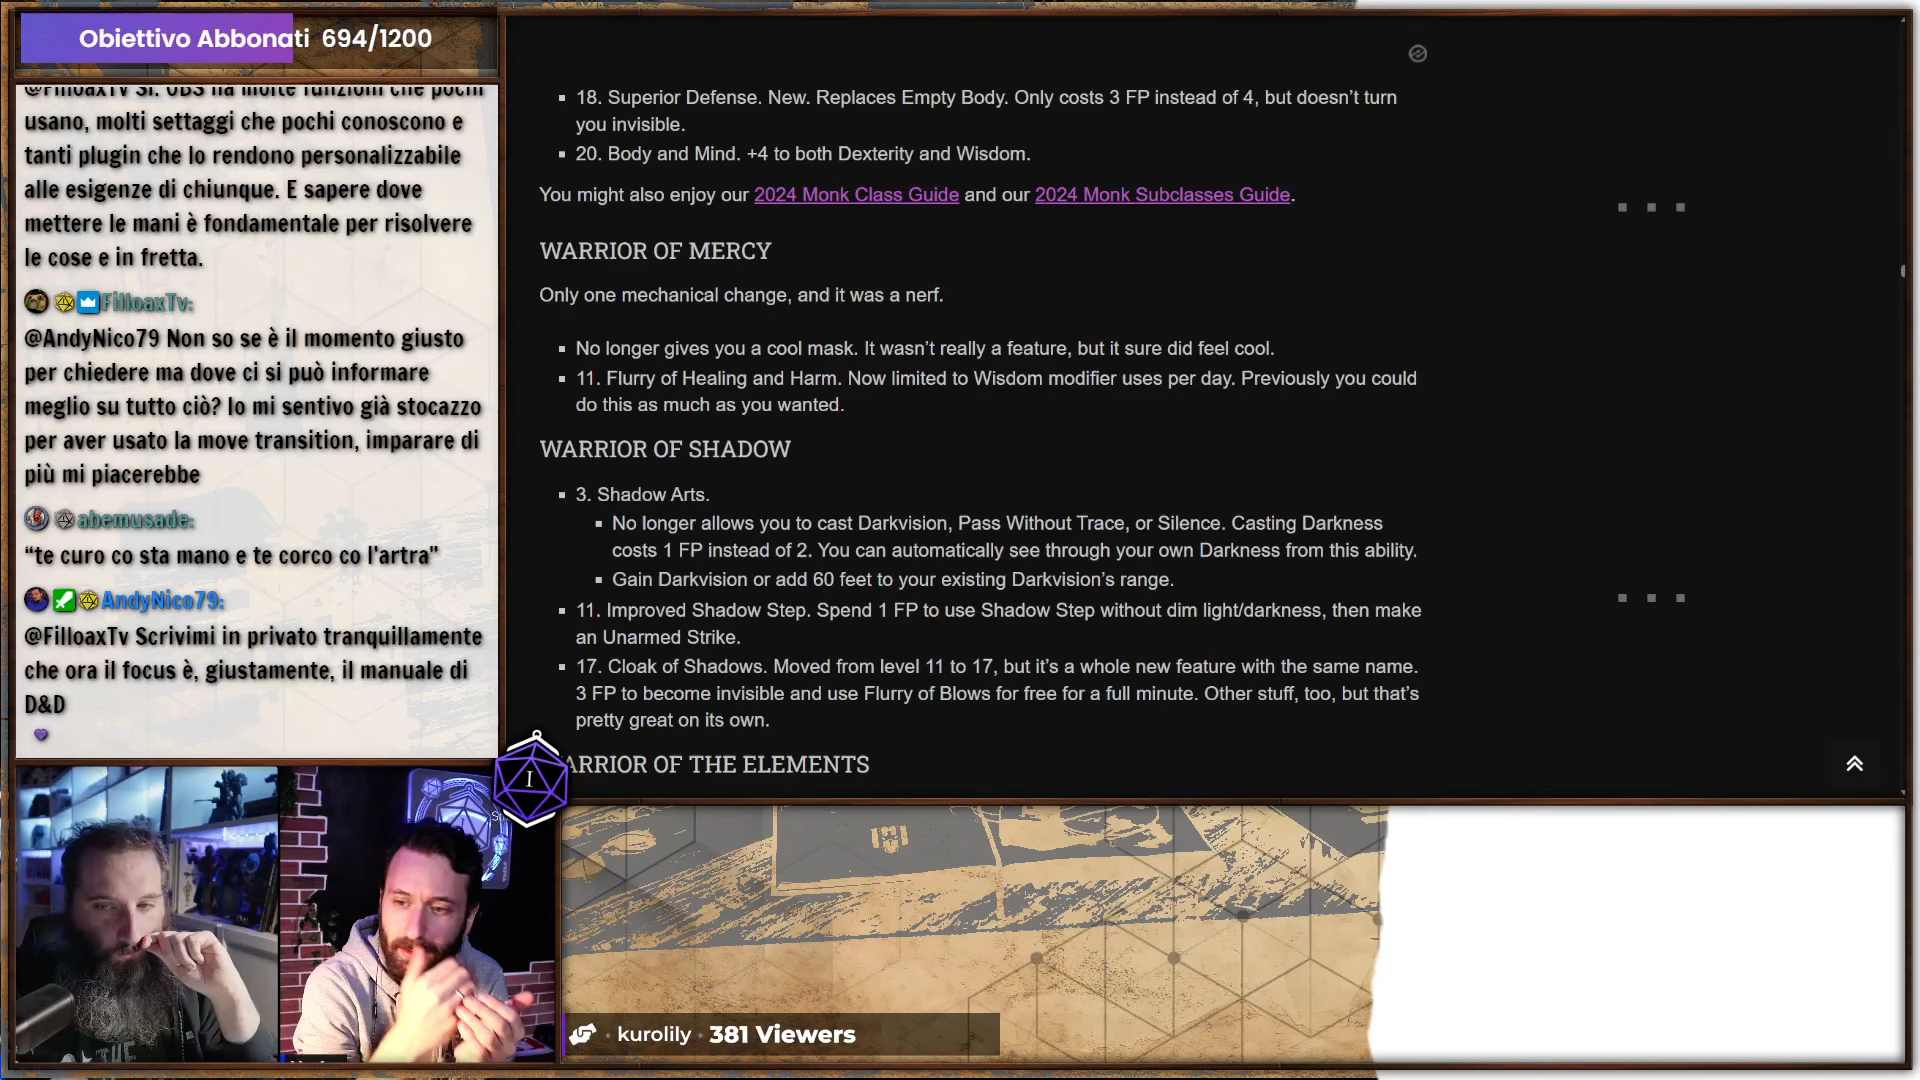 Obiettivo Abbonati 694/1200
@FilloaxTv Sì. OBS ha molte funzioni che pochi
usano, molti settaggi che pochi conoscono e
tanti plugin che lo rendono personalizzabile
alle esigenze di chiunque. E sapere dove
mettere le mani è fondamentale per risolvere
le cose e in fretta.
FilloaxTv:
@AndyNico79 Non so se è il momento giusto
per chiedere ma dove ci si può informare
meglio su tutto ciò? Io mi sentivo già stocazzo
per aver usato la move transition, imparare di
più mi piacerebbe
abemusade:
“te curo co sta mano e te corco co l'artra"
AndyNico79:
@FilloaxTv Scrivimi in privato tranquillamente
che ora il focus è, giustamente, il manuale di
D&D
18. Superior Defense. New. Replaces Empty Body. Only costs 3 FP instead of 4, but doesn’t turn
you invisible.
20. Body and Mind. +4 to both Dexterity and Wisdom.
You might also enjoy our 2024 Monk Class Guide and our 2024 Monk Subclasses Guide.
WARRIOR OF MERCY
Only one mechanical change, and it was a nerf.
No longer gives you a cool mask. It wasn’t really a feature, but it sure did feel cool.
11. Flurry of Healing and Harm. Now limited to Wisdom modifier uses per day. Previously you could
do this as much as you wanted.
WARRIOR OF SHADOW
3. Shadow Arts.
No longer allows you to cast Darkvision, Pass Without Trace, or Silence. Casting Darkness
costs 1 FP instead of 2. You can automatically see through your own Darkness from this ability.
Gain Darkvision or add 60 feet to your existing Darkvision’s range.
11. Improved Shadow Step. Spend 1 FP to use Shadow Step without dim light/darkness, then make
an Unarmed Strike.
17. Cloak of Shadows. Moved from level 11 to 17, but it’s a whole new feature with the same name.
3 FP to become invisible and use Flurry of Blows for free for a full minute. Other stuff, too, but that’s
pretty great on its own.
ARRIOR OF THE ELEMENTS
I
THE
· kurolily · 381 Viewers